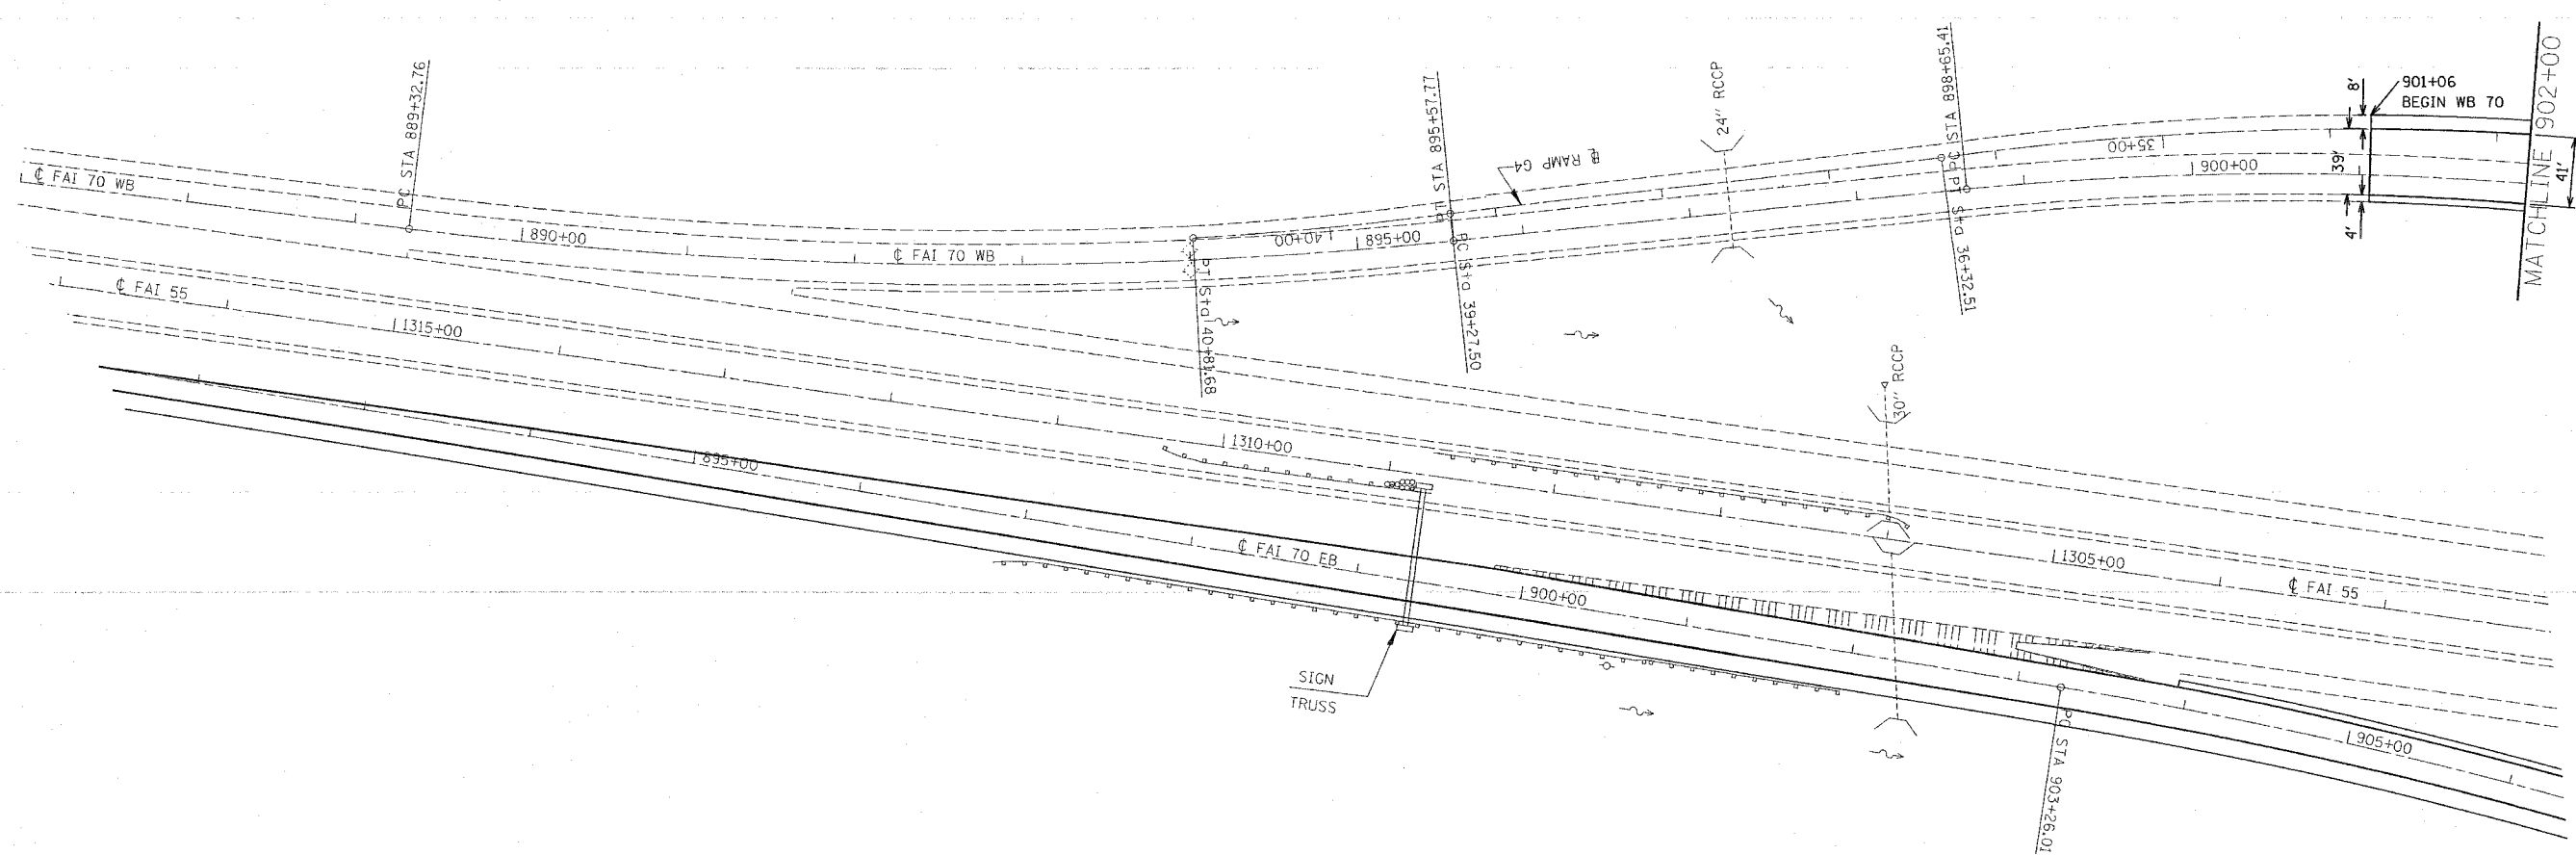 PC STA 889+32.76
℄ FAI 70 WB
890+00
℄ FAI 70 WB
PT Sta 40+81.68
40+00
895+00
PT STA 895+57.77
PC Sta 39+27.50
℄ RAMP G4
24" RCCP
PC STA 898+65.41
PT Sta 36+32.51
35+00
900+00
8'
39'
4'
901+06
BEGIN WB 70
41'
MATCHLINE 902+00
℄ FAI 55
1315+00
1310+00
30" RCCP
1305+00
℄ FAI 55
895+00
℄ FAI 70 EB
900+00
SIGN
TRUSS
PC STA 903+26.01
905+00